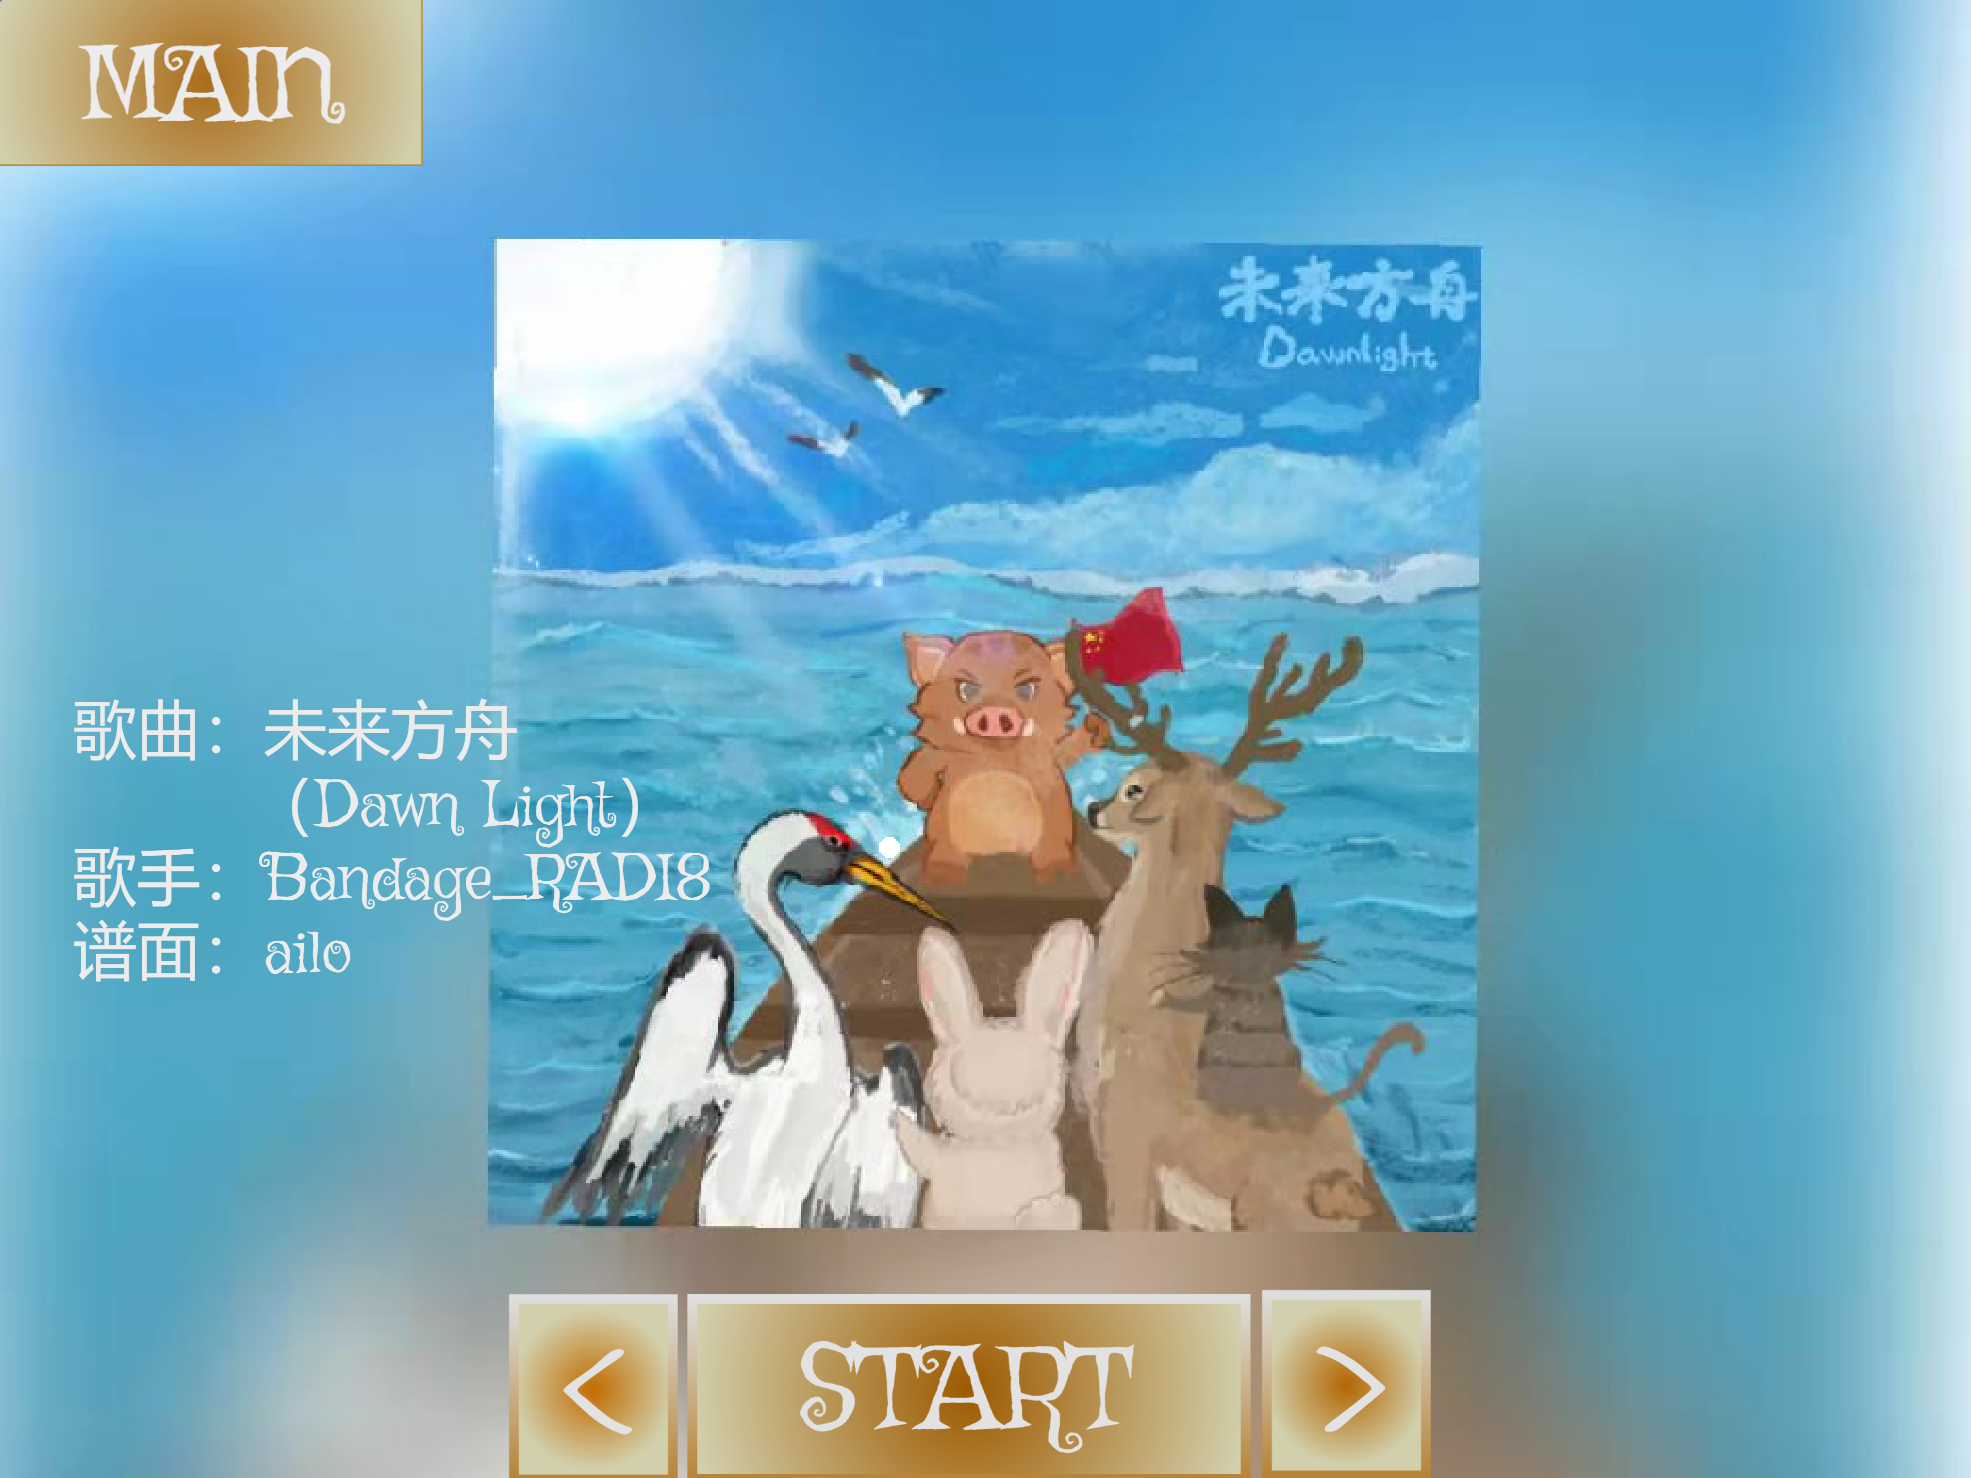 MAIN
未来方舟
Dawnlight
歌曲：未来方舟
(Dawn Light)
歌手：Bandage_RADI8
谱面：ailo
<
START
>